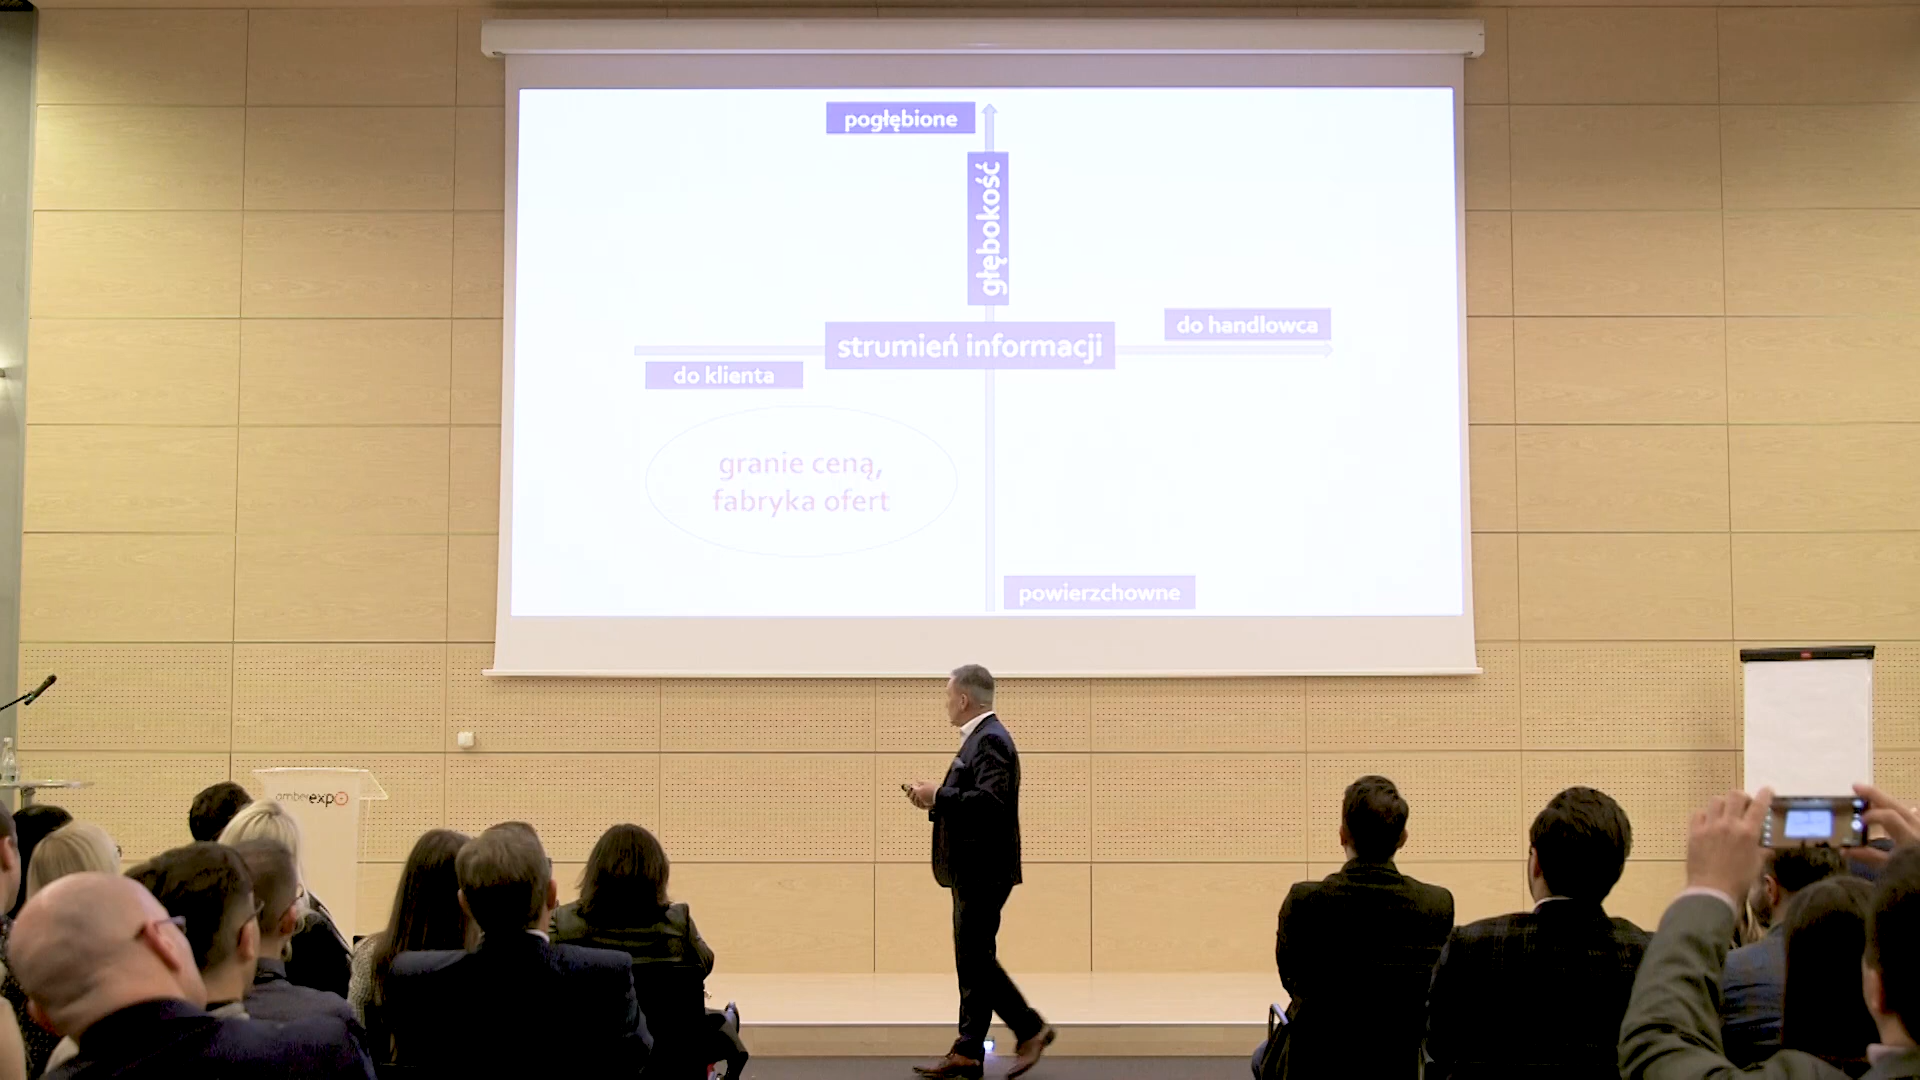 pogłębione
głębokość
do handlowca
strumień informacji
do klienta
granie ceną,
fabryka ofert
powierzchowne
amberexpo